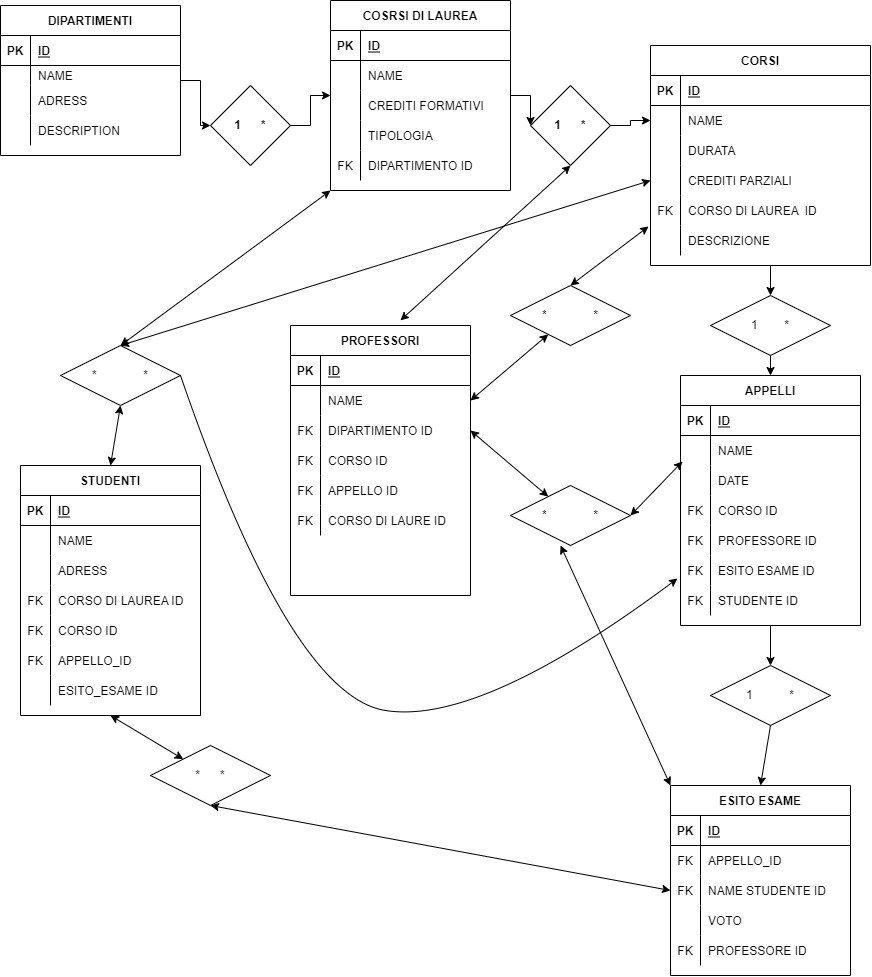 DIPARTIMENTI
PK ID
NAME
ADRESS
DESCRIPTION
1 *
COSRSI DI LAUREA
PK ID
NAME
CREDITI FORMATIVI
TIPOLOGIA
FK DIPARTIMENTO ID
1 *
CORSI
PK ID
NAME
DURATA
CREDITI PARZIALI
FK CORSO DI LAUREA ID
DESCRIZIONE
* *
1 *
* *
PROFESSORI
PK ID
NAME
FK DIPARTIMENTO ID
FK CORSO ID
FK APPELLO ID
FK CORSO DI LAURE ID
APPELLI
PK ID
NAME
DATE
FK CORSO ID
FK PROFESSORE ID
FK ESITO ESAME ID
FK STUDENTE ID
* *
STUDENTI
PK ID
NAME
ADRESS
FK CORSO DI LAUREA ID
FK CORSO ID
FK APPELLO_ID
ESITO_ESAME ID
1 *
* *
ESITO ESAME
PK ID
FK APPELLO_ID
FK NAME STUDENTE ID
VOTO
FK PROFESSORE ID